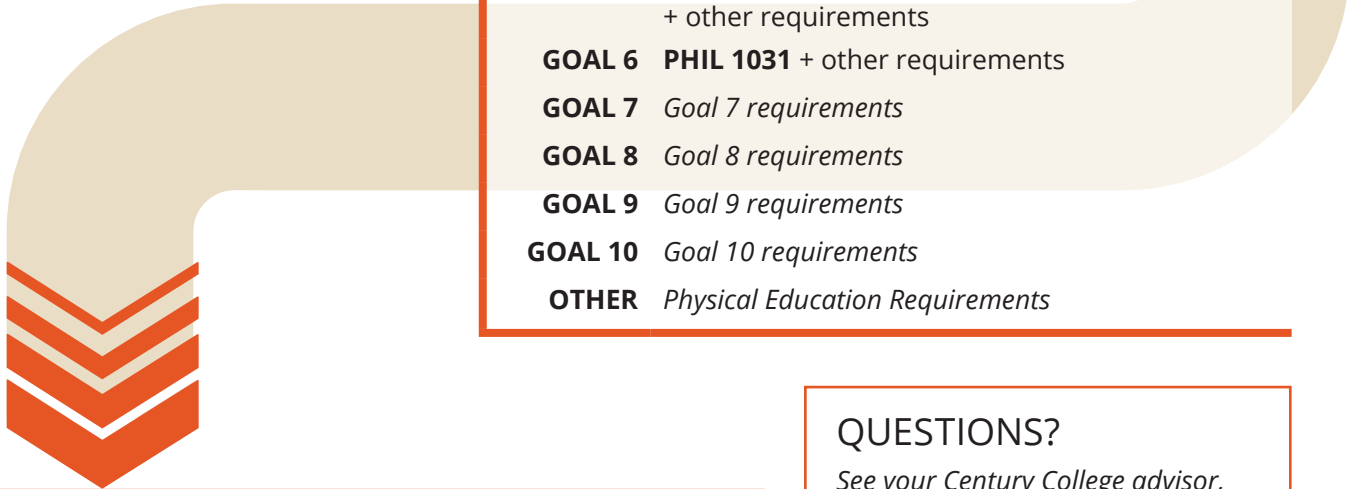 + other requirements
GOAL 6 PHIL 1031 + other requirements
GOAL 7 Goal 7 requirements
GOAL 8 Goal 8 requirements
GOAL 9 Goal 9 requirements
GOAL 10 Goal 10 requirements
OTHER Physical Education Requirements
QUESTIONS?
See your Century College advisor.